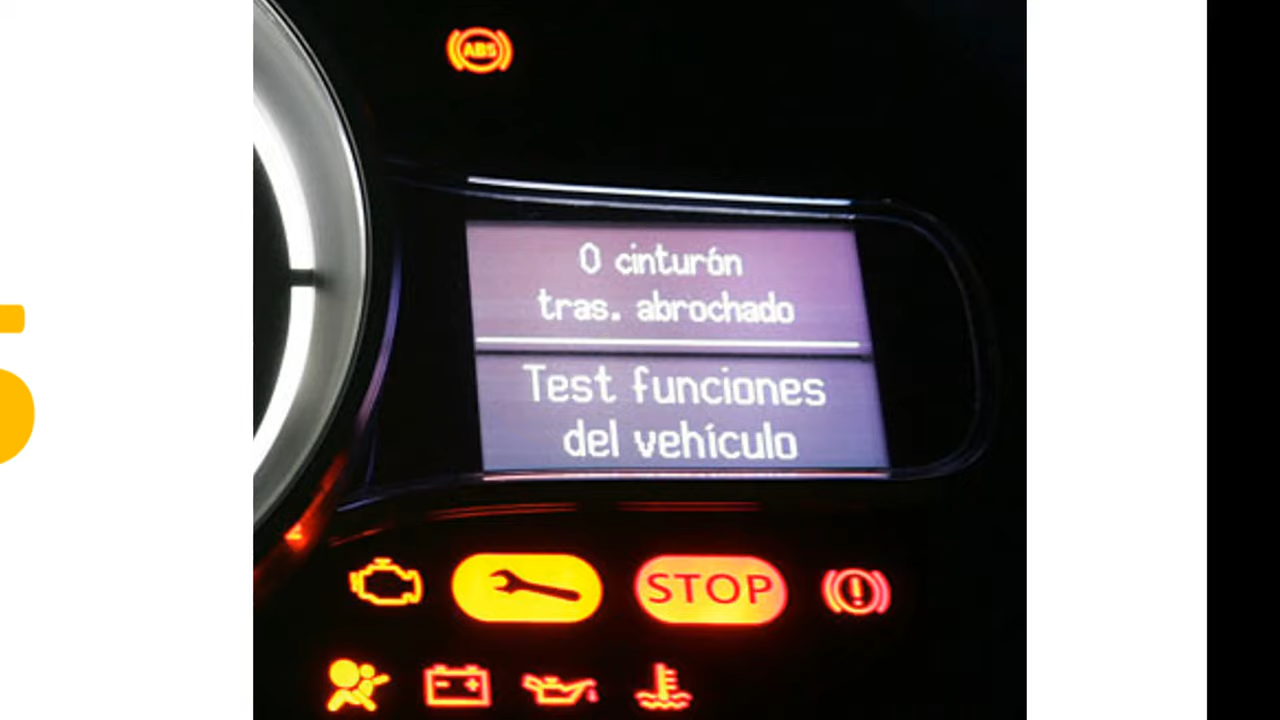 ABS
0 cinturón
tras. abrochado
Test funciones
del vehículo
STOP